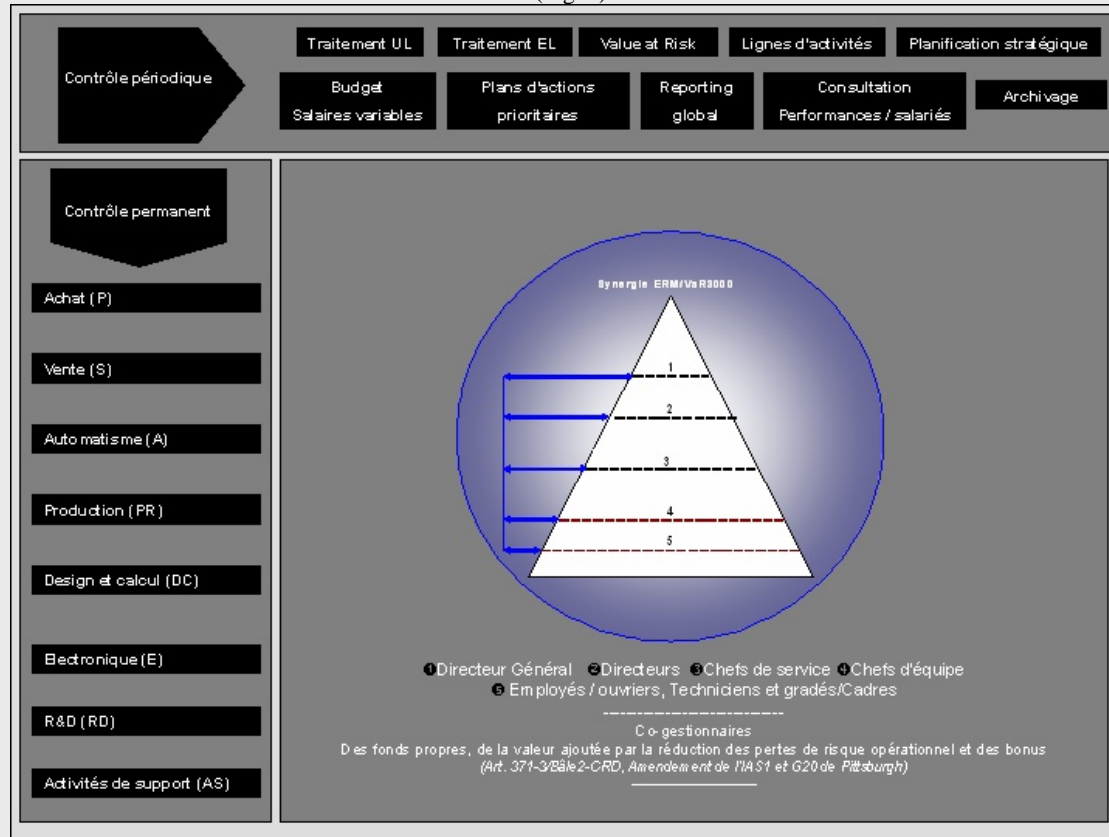 Contrôle périodique
Traitement UL
Traitement EL
Value at Risk
Lignes d'activités
Planification stratégique
Budget
Salaires variables
Plans d'actions
prioritaires
Reporting
global
Consultation
Performances / salariés
Archivage
Contrôle permanent
Achat (P)
Vente (S)
Automatisme (A)
Production (PR)
Design et calcul (DC)
Electronique (E)
R&D (RD)
Activités de support (AS)
Synergie ERM/VaR3000
1
2
3
4
5
❶Directeur Général ❷Directeurs ❸Chefs de service ❹Chefs d'équipe
❺ Employés / ouvriers, Techniciens et gradés/Cadres
Co-gestionnaires
Des fonds propres, de la valeur ajoutée par la réduction des pertes de risque opérationnel et des bonus
(Art. 371-3/Bâle2-CRD, Amendement de l'IAS1 et G20 de Pittsburgh)